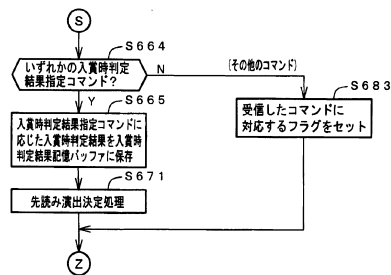 S
S664
いずれかの入賞時判定
結果指定コマンド?
N
(その他のコマンド)
Y
S665
S683
入賞時判定結果指定コマンドに
応じた入賞時判定結果を入賞時
判定結果記憶バッファに保存
受信したコマンドに
対応するフラグをセット
S671
先読み演出決定処理
Z